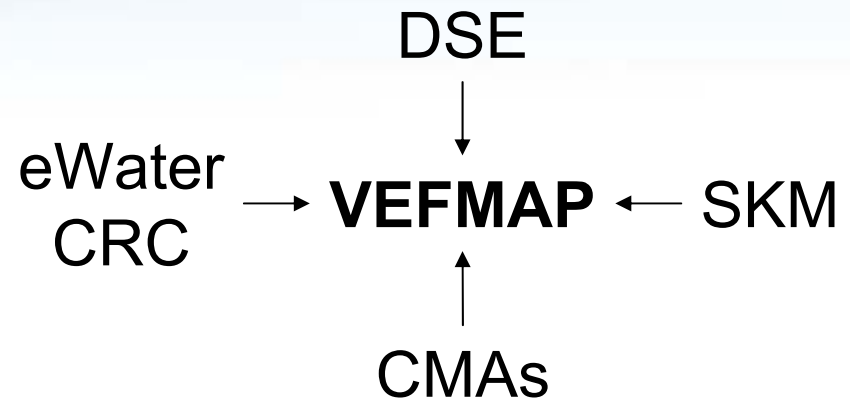 DSE
eWater
CRC
VEFMAP
SKM
CMAs